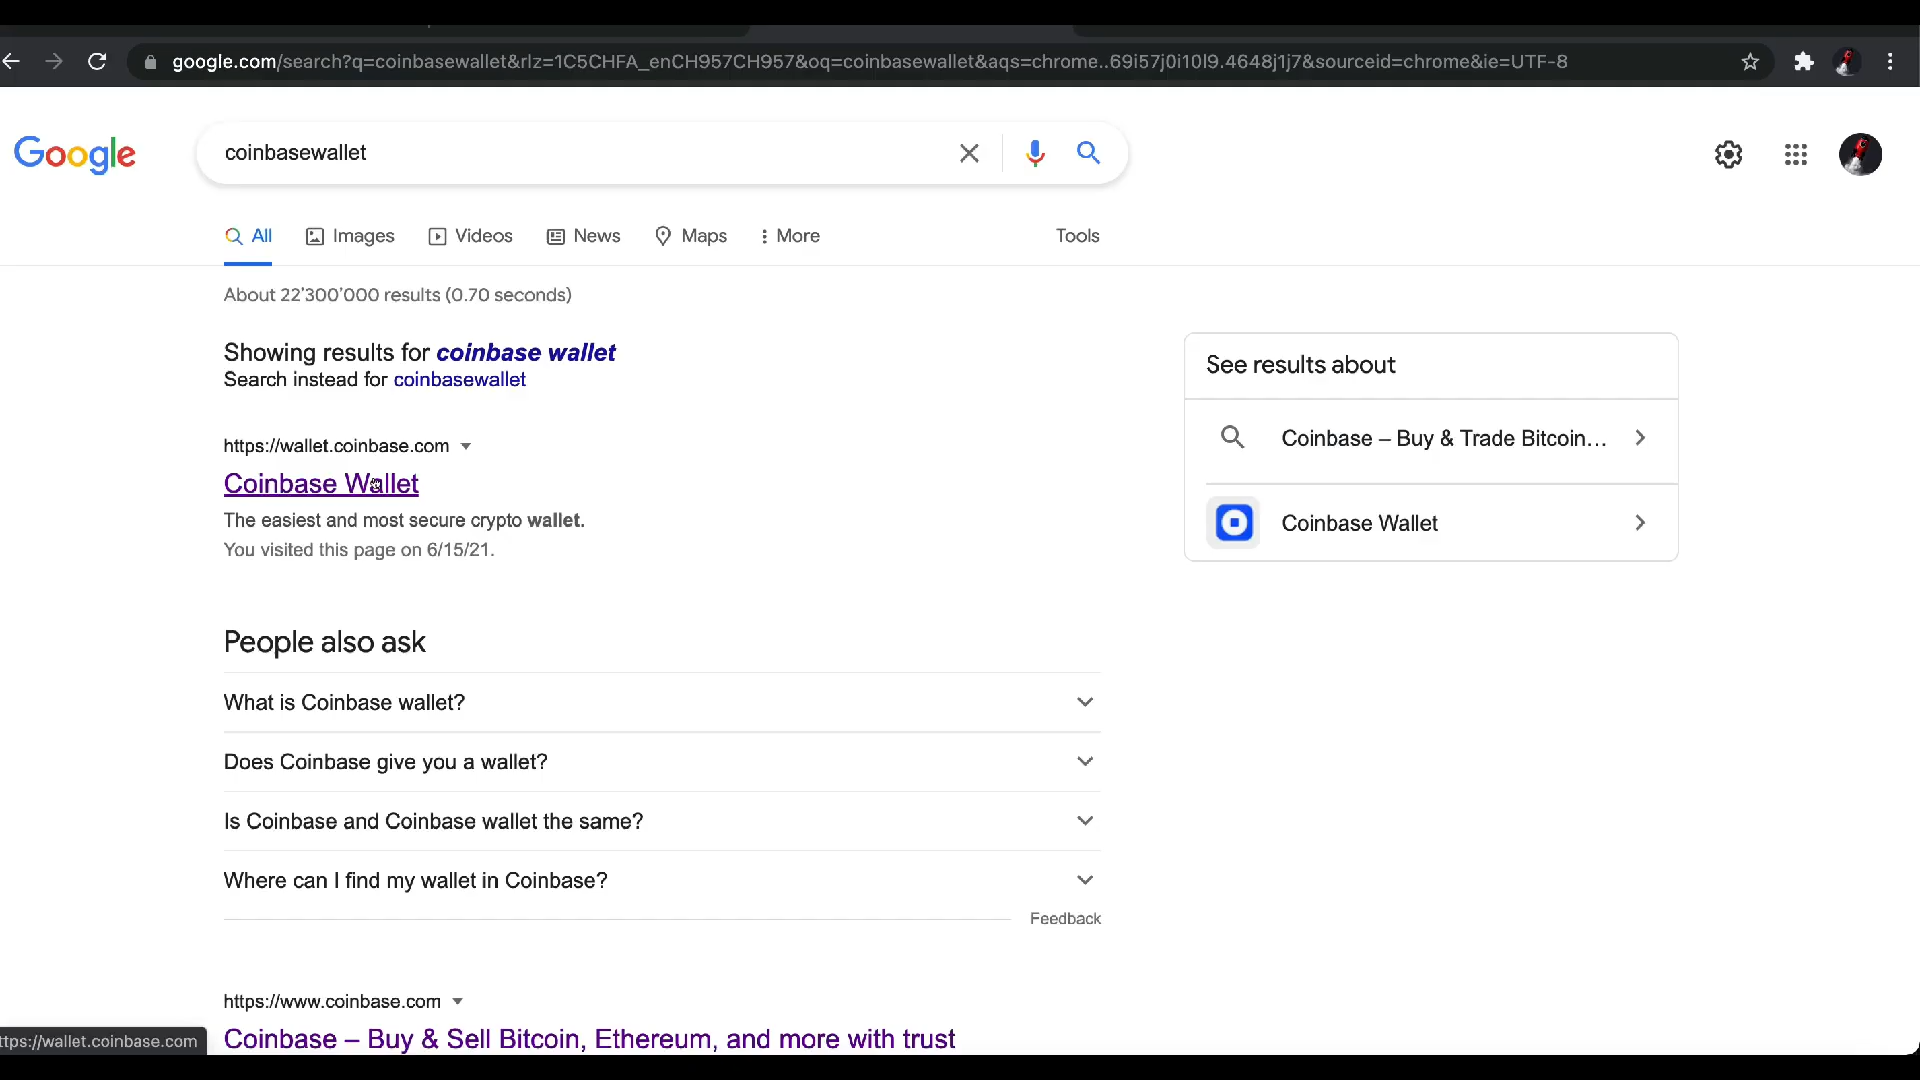 google.com/search?q=coinbasewallet&rlz=1C5CHFA_enCH957CH957&oq=coinbasewallet&aqs=chrome..69i57j0i10l9.4648j1j7&sourceid=chrome&ie=UTF-8
Google
coinbasewallet
All Images Videos News Maps More Tools
About 22'300'000 results (0.70 seconds)
Showing results for coinbase wallet
Search instead for coinbasewallet
https://wallet.coinbase.com
Coinbase Wallet
The easiest and most secure crypto wallet.
You visited this page on 6/15/21.
See results about
Coinbase – Buy & Trade Bitcoin...
Coinbase Wallet
People also ask
What is Coinbase wallet?
Does Coinbase give you a wallet?
Is Coinbase and Coinbase wallet the same?
Where can I find my wallet in Coinbase?
Feedback
https://www.coinbase.com
Coinbase – Buy & Sell Bitcoin, Ethereum, and more with trust
ttps://wallet.coinbase.com